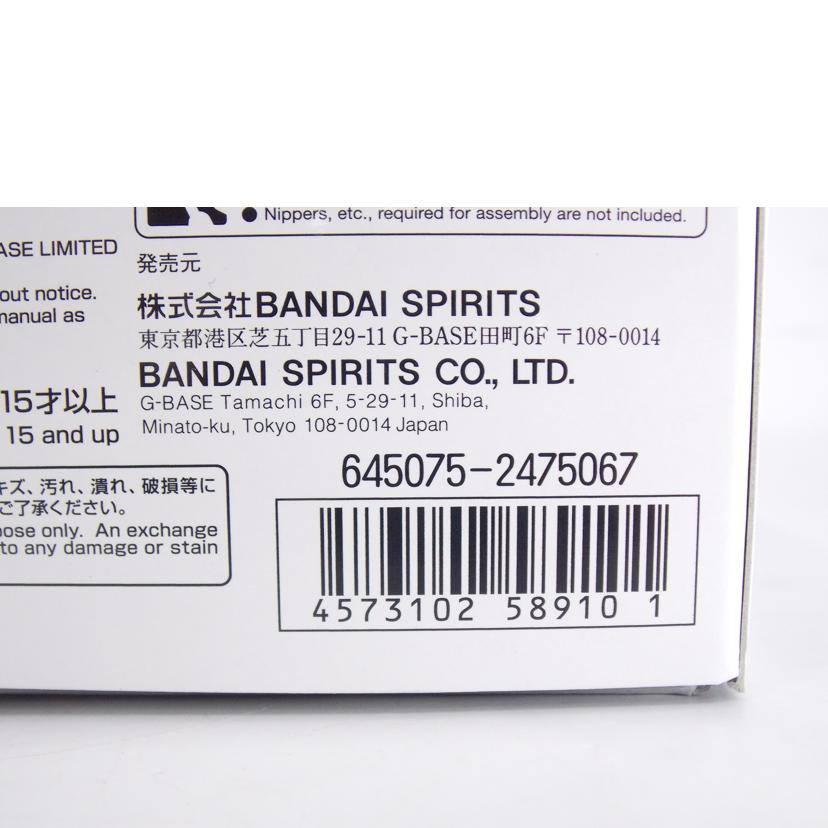 ● Nippers, etc., required for assembly are not included.
ASE LIMITED
out notice.
manual as
15才以上
15 and up
発売元
株式会社BANDAI SPIRITS
東京都港区芝五丁目29-11 G-BASE田町6F 〒108-0014
BANDAI SPIRITS CO., LTD.
G-BASE Tamachi 6F, 5-29-11, Shiba,
Minato-ku, Tokyo 108-0014 Japan
キズ、汚れ、潰れ、破損等に
ご了承ください。
pose only. An exchange
to any damage or stain
645075-2475067
4573102 58910 1